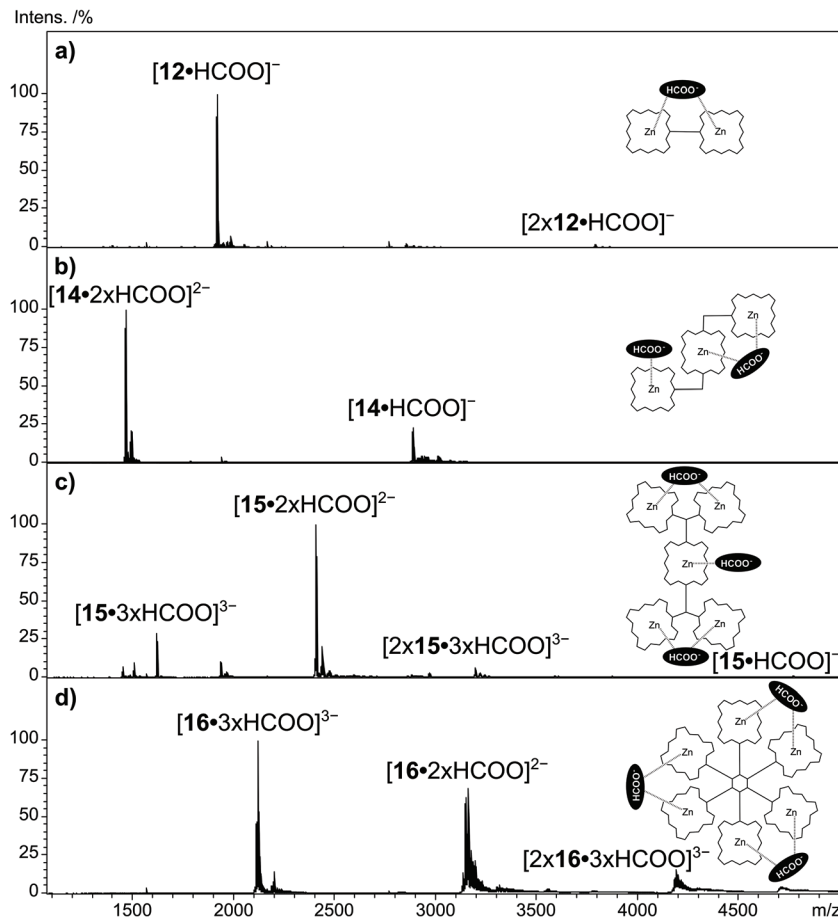 Intens. /%
a)
[12•HCOO]⁻
100
75
50
25
0
HCOO⁻
Zn
Zn
[2x12•HCOO]⁻
b)
[14•2xHCOO]²⁻
100
75
50
25
0
[14•HCOO]⁻
Zn
HCOO⁻
Zn
HCOO⁻
Zn
c)
[15•2xHCOO]²⁻
100
75
50
25
0
[15•3xHCOO]³⁻
[2x15•3xHCOO]³⁻
[15•HCOO]⁻
HCOO⁻
Zn
Zn
Zn
HCOO⁻
Zn
Zn
HCOO⁻
d)
[16•3xHCOO]³⁻
100
75
50
25
0
[16•2xHCOO]²⁻
[2x16•3xHCOO]³⁻
HCOO⁻
Zn
Zn
Zn
HCOO⁻
Zn
Zn
Zn
HCOO⁻
1500 2000 2500 3000 3500 4000 4500 m/z